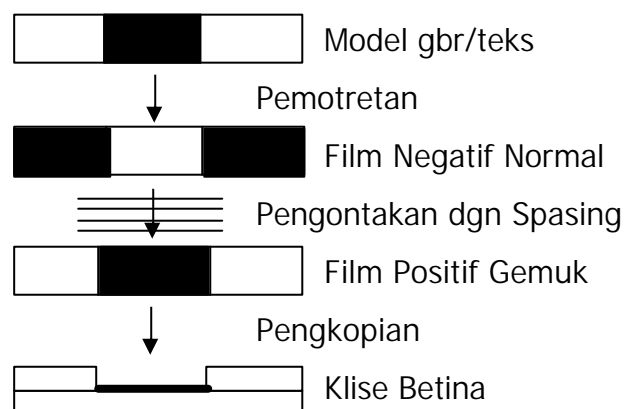 Model gbr/teks
Pemotretan
Film Negatif Normal
Pengontakan dgn Spasing
Film Positif Gemuk
Pengkopian
Klise Betina